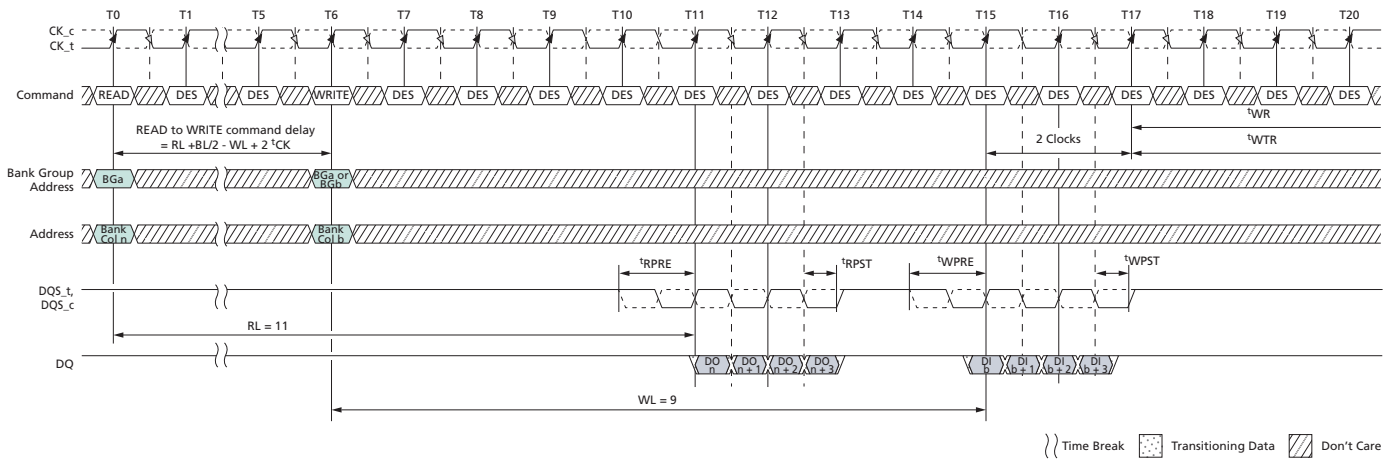 T0 T1 T5 T6 T7 T8 T9 T10 T11 T12 T13 T14 T15 T16 T17 T18 T19 T20
CK_c
CK_t
Command READ DES DES WRITE DES DES DES DES DES DES DES DES DES DES DES DES DES DES
tWR
READ to WRITE command delay
= RL +BL/2 - WL + 2 tCK
2 Clocks
tWTR
Bank Group
Address
BGa
BGa or
BGb
Address
Bank
Col n
Bank
Col b
tRPRE tRPST tWPRE tWPST
DQS_t,
DQS_c
RL = 11
DQ
DO
n
DO
n + 1
DO
n + 2
DO
n + 3
DI
b
DI
b + 1
DI
b + 2
DI
b + 3
WL = 9
Time Break Transitioning Data Don't Care